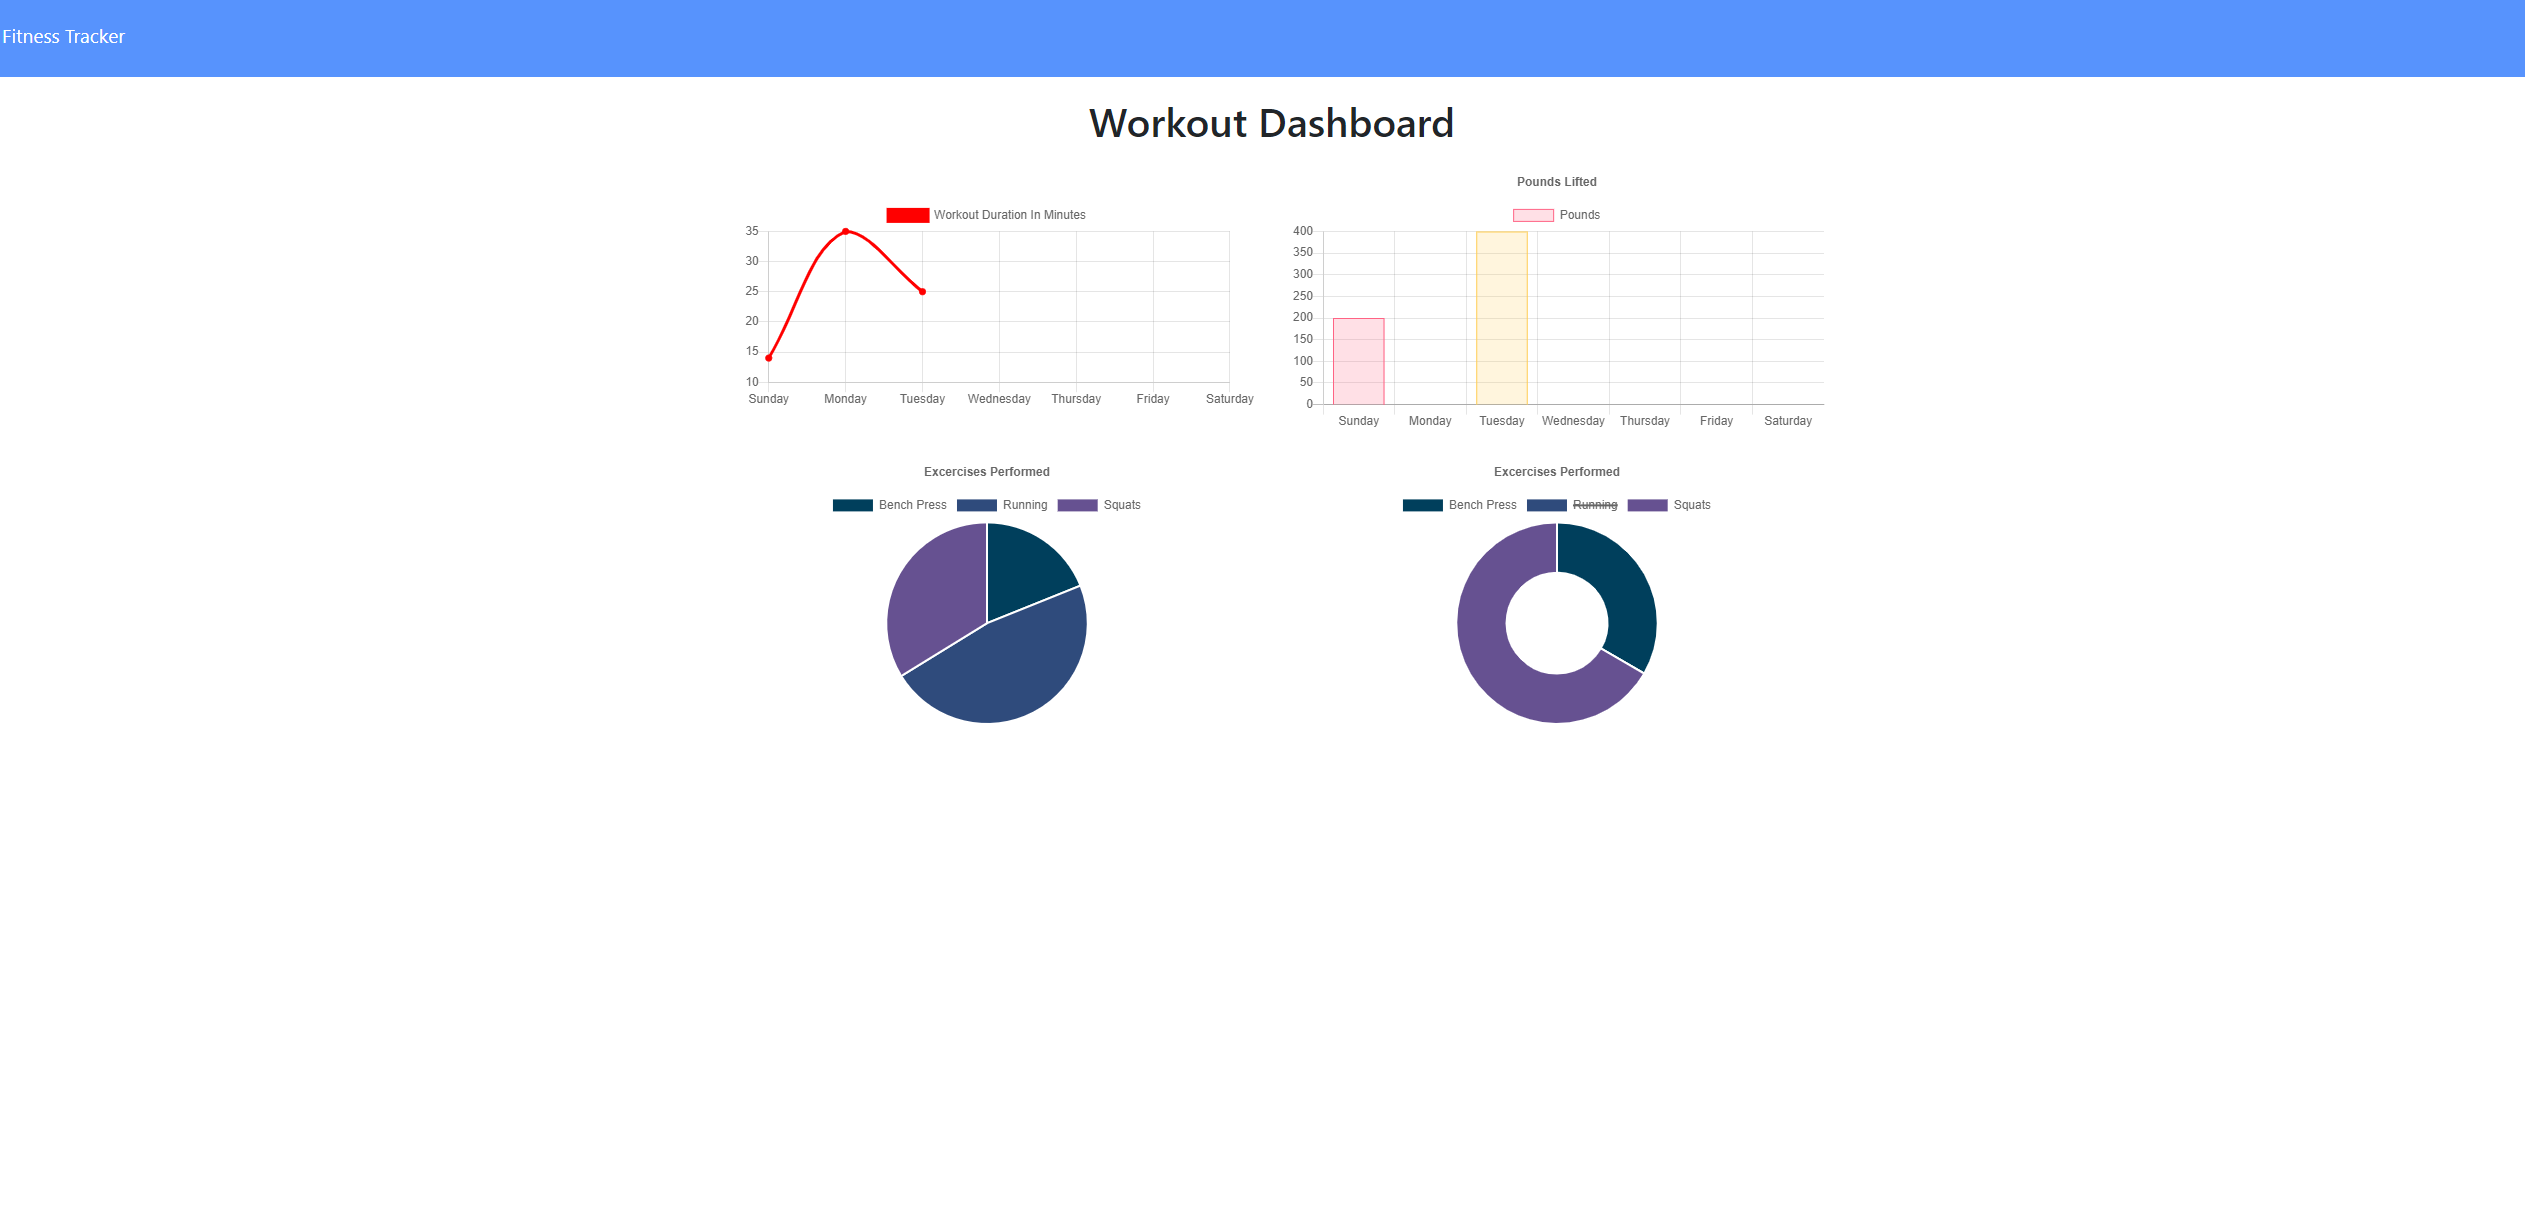 Fitness Tracker
Workout Dashboard
Workout Duration In Minutes
35
30
25
20
15
10
Sunday Monday Tuesday Wednesday Thursday Friday Saturday
Pounds Lifted
Pounds
400
350
300
250
200
150
100
50
0
Sunday Monday Tuesday Wednesday Thursday Friday Saturday
Excercises Performed
Bench Press Running Squats
Excercises Performed
Bench Press Running Squats